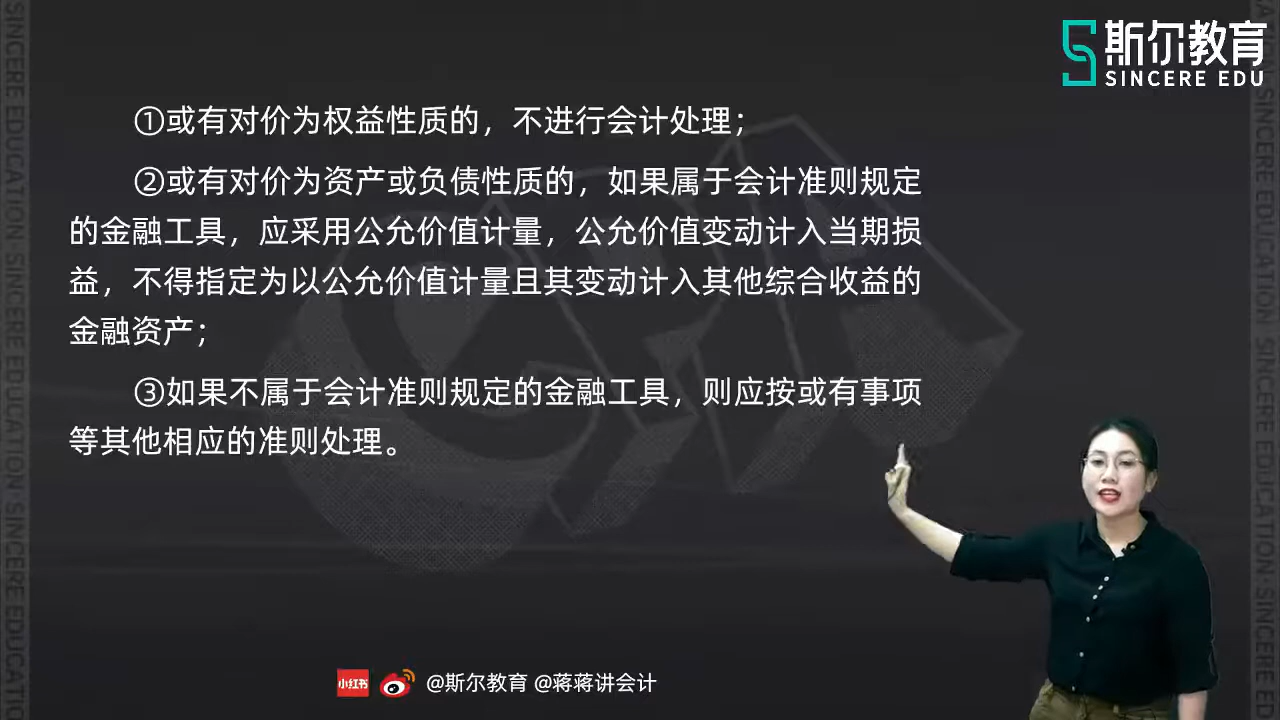 斯尔教育
SINCERE EDU
①或有对价为权益性质的，不进行会计处理；
②或有对价为资产或负债性质的，如果属于会计准则规定
的金融工具，应采用公允价值计量，公允价值变动计入当期损
益，不得指定为以公允价值计量且其变动计入其他综合收益的
金融资产；
③如果不属于会计准则规定的金融工具，则应按或有事项
等其他相应的准则处理。
CPA
小红书
@斯尔教育 @蒋蒋讲会计
SINCERE EDUCATION·SINCERE EDUCATION·SINCERE EDUCATION